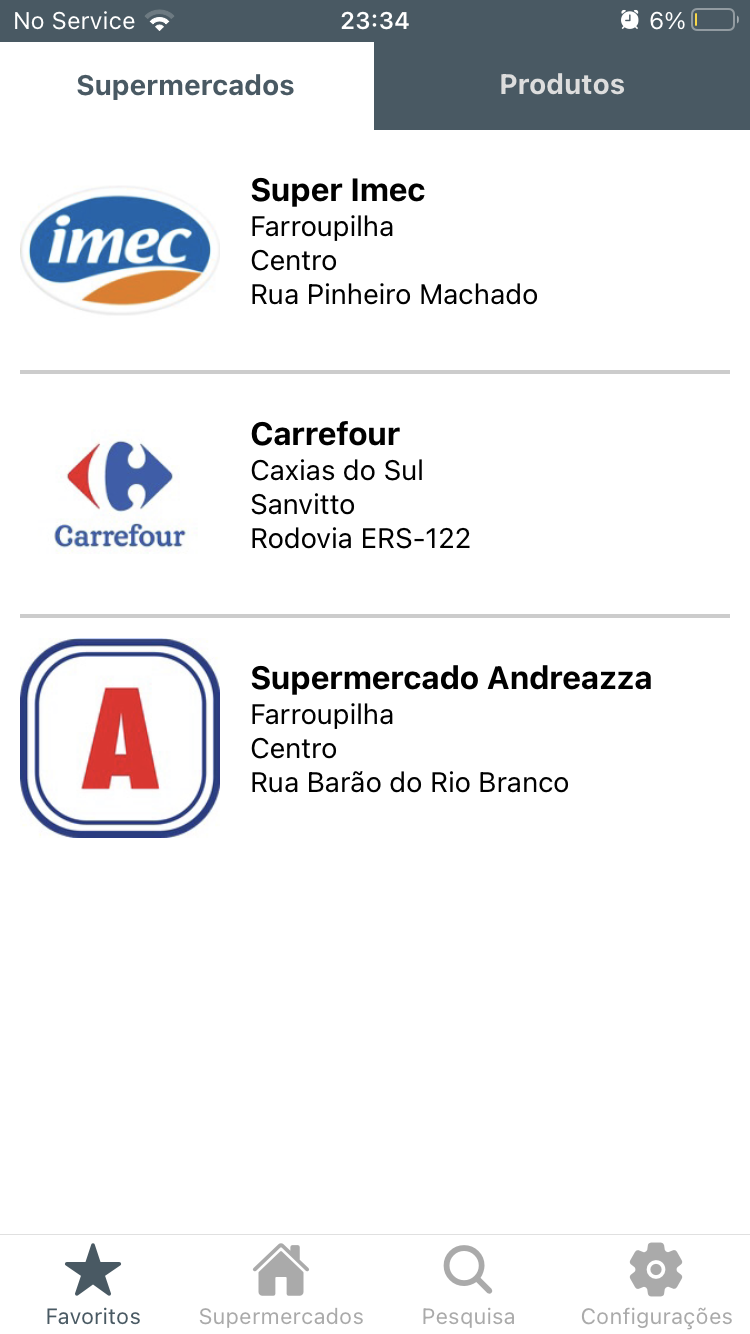 No Service 23:34 6%
Supermercados Produtos
imec
Super Imec
Farroupilha
Centro
Rua Pinheiro Machado
Carrefour
Carrefour
Caxias do Sul
Sanvitto
Rodovia ERS-122
A
Supermercado Andreazza
Farroupilha
Centro
Rua Barão do Rio Branco
Favoritos Supermercados Pesquisa Configurações